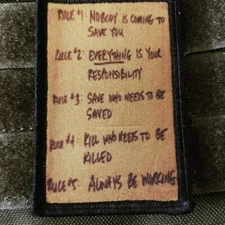 RULE #1: NOBODY IS COMING TO
SAVE YOU
RULE #2: EVERYTHING IS YOUR
RESPONSIBILITY
RULE #3: SAVE WHO NEEDS TO BE
SAVED
RULE #4: KILL WHO NEEDS TO BE
KILLED
RULE #5: ALWAYS BE WORKING